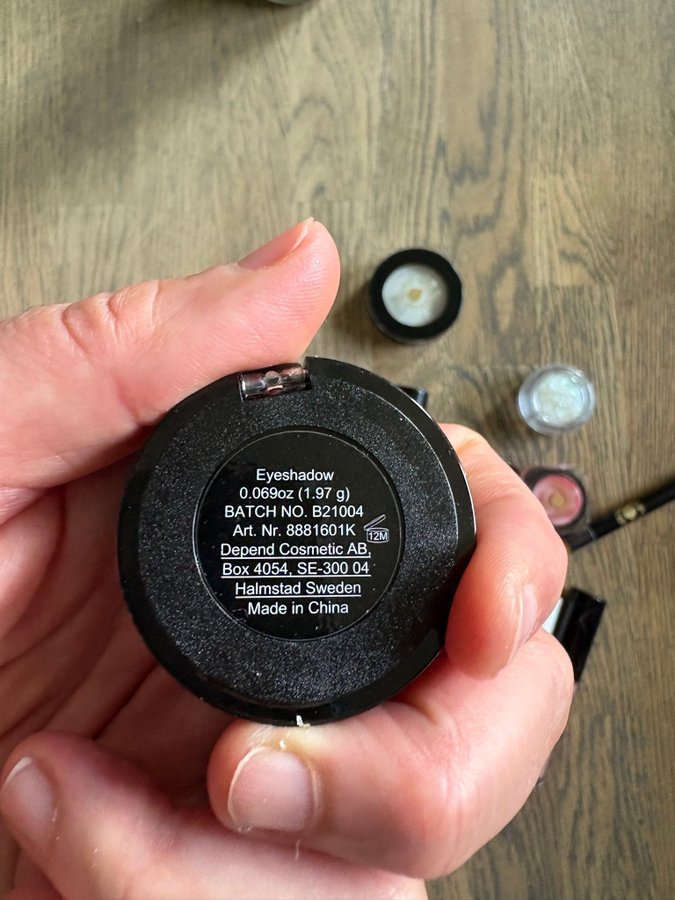 Eyeshadow
0.069oz (1.97 g)
BATCH NO. B21004
Art. Nr. 8881601K
12M
Depend Cosmetic AB,
Box 4054, SE-300 04
Halmstad Sweden
Made in China